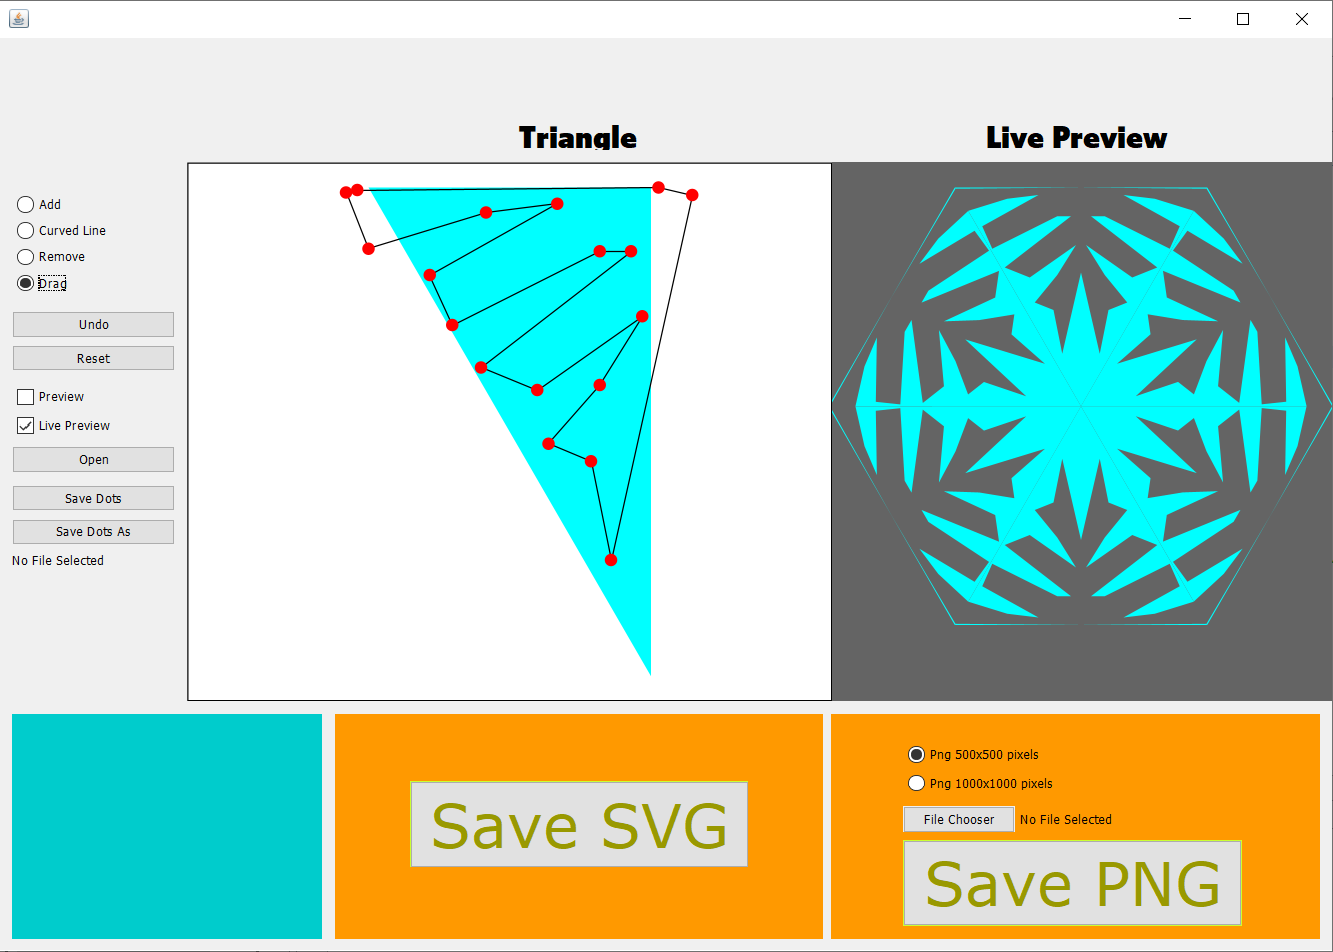 Triangle
Live Preview
Add
Curved Line
Remove
Drag
Undo
Reset
Preview
Live Preview
Open
Save Dots
Save Dots As
No File Selected
Save SVG
Png 500x500 pixels
Png 1000x1000 pixels
File Chooser No File Selected
Save PNG